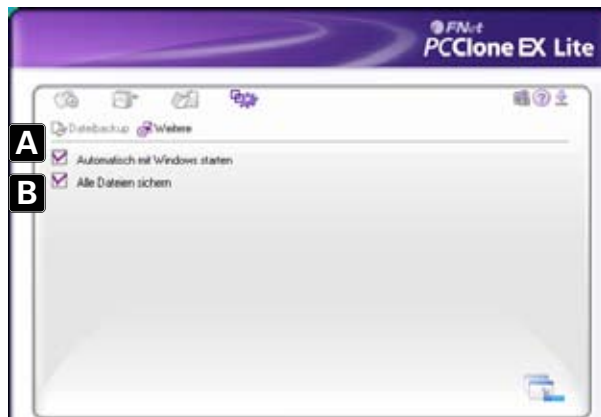 FNet
PCClone EX Lite
Dateibackup Weitere
A
Automatisch mit Windows starten
B
Alle Dateien sichern